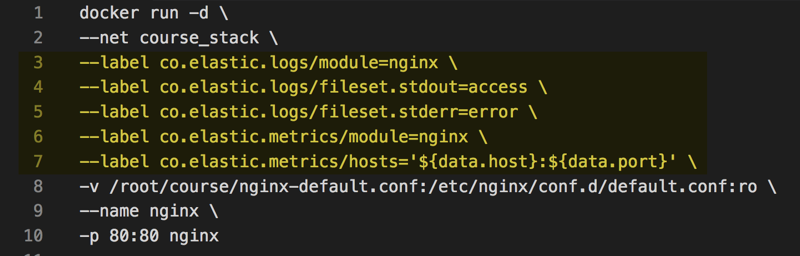 1 docker run -d \
2 --net course_stack \
3 --label co.elastic.logs/module=nginx \
4 --label co.elastic.logs/fileset.stdout=access \
5 --label co.elastic.logs/fileset.stderr=error \
6 --label co.elastic.metrics/module=nginx \
7 --label co.elastic.metrics/hosts='${data.host}:${data.port}' \
8 -v /root/course/nginx-default.conf:/etc/nginx/conf.d/default.conf:ro \
9 --name nginx \
10 -p 80:80 nginx